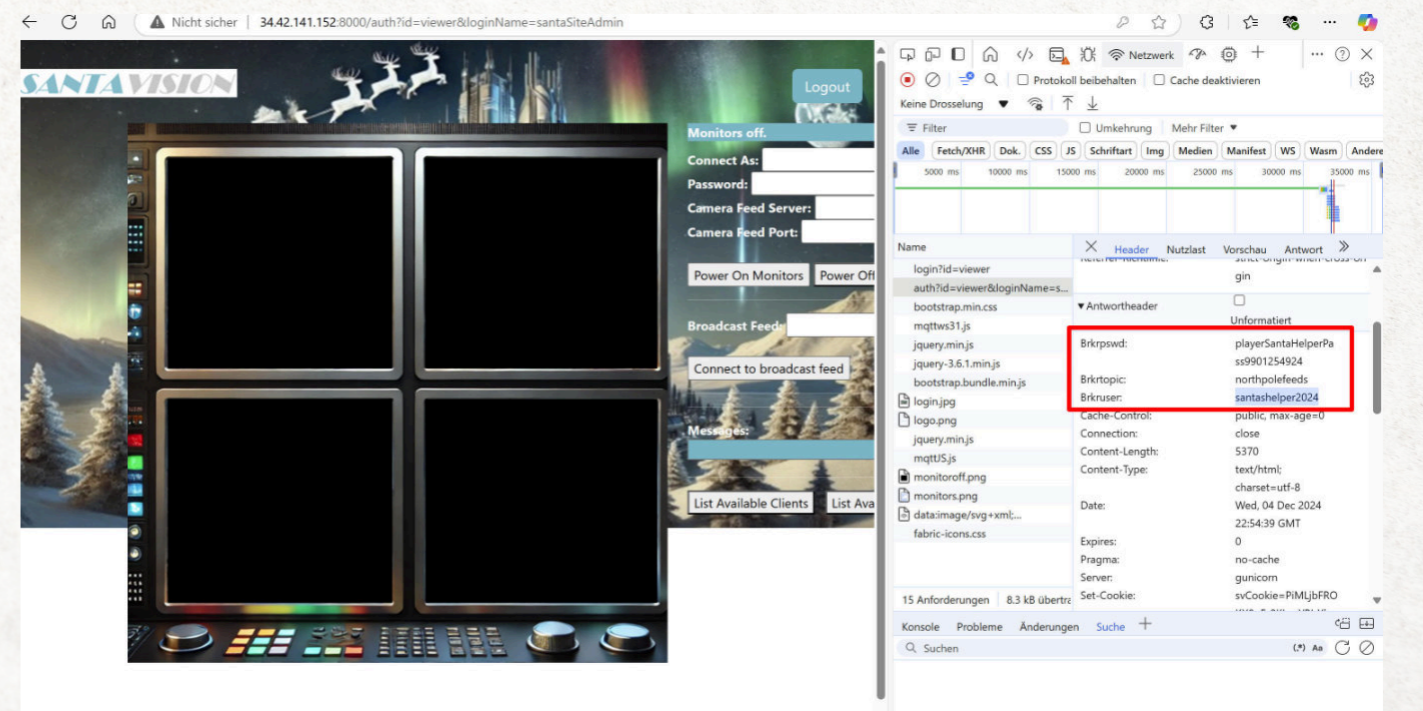 Nicht sicher
34.42.141.152:8000/auth?id=viewer&loginName=santaSiteAdmin
SANTAVISION
Logout
Monitors off.
Connect As:
Password:
Camera Feed Server:
Camera Feed Port:
Power On Monitors
Power Off
Broadcast Feed:
Connect to broadcast feed
Messages:
List Available Clients
List Ava
Netzwerk
Protokoll beibehalten
Cache deaktivieren
Keine Drosselung
Filter
Umkehrung
Mehr Filter
Alle Fetch/XHR Dok. CSS JS Schriftart Img Medien Manifest WS Wasm Andere
5000 ms 10000 ms 15000 ms 20000 ms 25000 ms 30000 ms 35000 ms
Name
login?id=viewer
auth?id=viewer&loginName=s...
bootstrap.min.css
mqttws31.js
jquery.min.js
jquery-3.6.1.min.js
bootstrap.bundle.min.js
login.jpg
logo.png
jquery.min.js
mqttJS.js
monitoroff.png
monitors.png
data:image/svg+xml;...
fabric-icons.css
15 Anforderungen
8.3 kB übertra
Header Nutzlast Vorschau Antwort
gin
Antwortheader
Unformatiert
Brkrpswd: playerSantaHelperPa
ss9901254924
Brkrtopic: northpolefeeds
Brkruser: santashelper2024
Cache-Control: public, max-age=0
Connection: close
Content-Length: 5370
Content-Type: text/html;
charset=utf-8
Date: Wed, 04 Dec 2024
22:54:39 GMT
Expires: 0
Pragma: no-cache
Server: gunicorn
Set-Cookie: svCookie=PiMLjbFRO
Konsole Probleme Änderungen Suche
Suchen
(.*) Aa